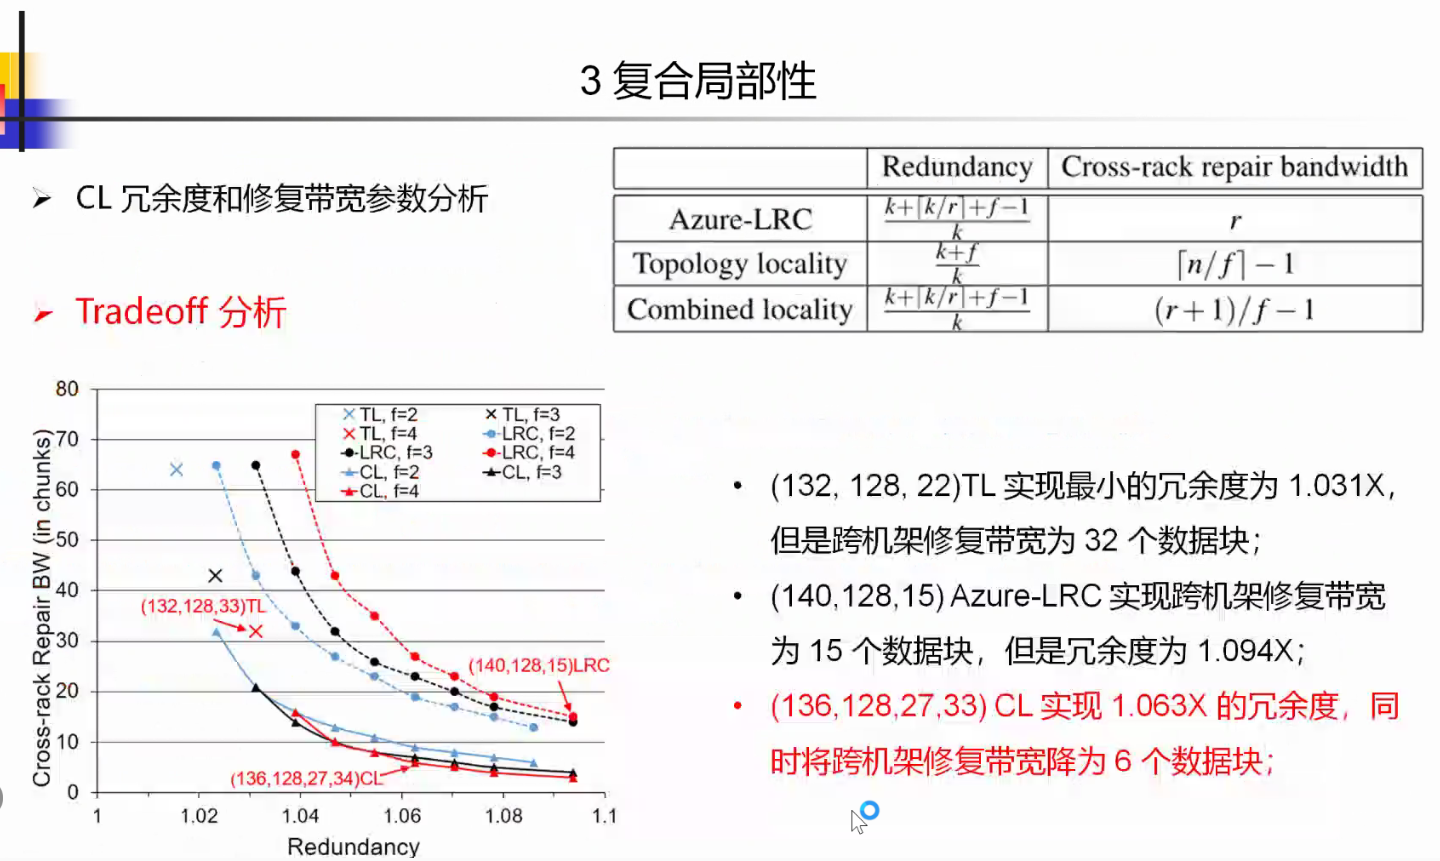 3 复合局部性
CL 冗余度和修复带宽参数分析
Tradeoff 分析
Redundancy Cross-rack repair bandwidth
Azure-LRC (k+⌈k/r⌉+f−1)/k r
Topology locality (k+f)/k ⌈n/f⌉ − 1
Combined locality (k+⌈k/r⌉+f−1)/k (r+1)/f − 1
Cross-rack Repair BW (in chunks)
80
70
60
50
40
30
20
10
0
TL, f=2 TL, f=3
TL, f=4 LRC, f=2
LRC, f=3 LRC, f=4
CL, f=2 CL, f=3
CL, f=4
(132,128,33)TL
(140,128,15)LRC
(136,128,27,34)CL
1 1.02 1.04 1.06 1.08 1.1
Redundancy
• (132, 128, 22)TL 实现最小的冗余度为 1.031X，
但是跨机架修复带宽为 32 个数据块；
• (140,128,15) Azure-LRC 实现跨机架修复带宽
为 15 个数据块，但是冗余度为 1.094X；
• (136,128,27,33) CL 实现 1.063X 的冗余度，同
时将跨机架修复带宽降为 6 个数据块；